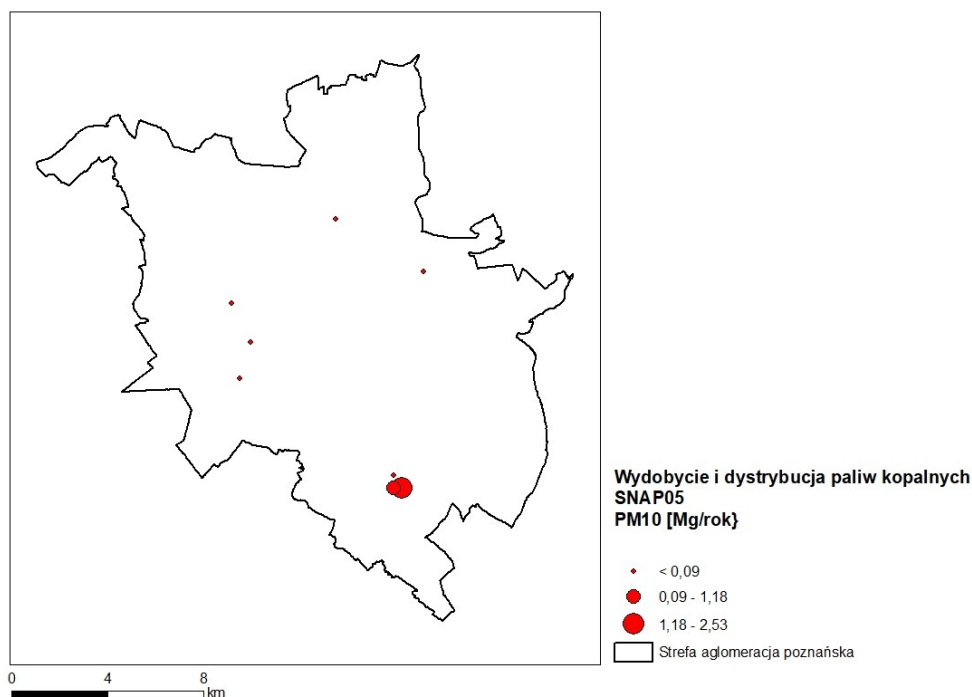 Wydobycie i dystrybucja paliw kopalnych
SNAP05
PM10 [Mg/rok}
< 0,09
0,09 - 1,18
1,18 - 2,53
Strefa aglomeracja poznańska
0 4 8
km